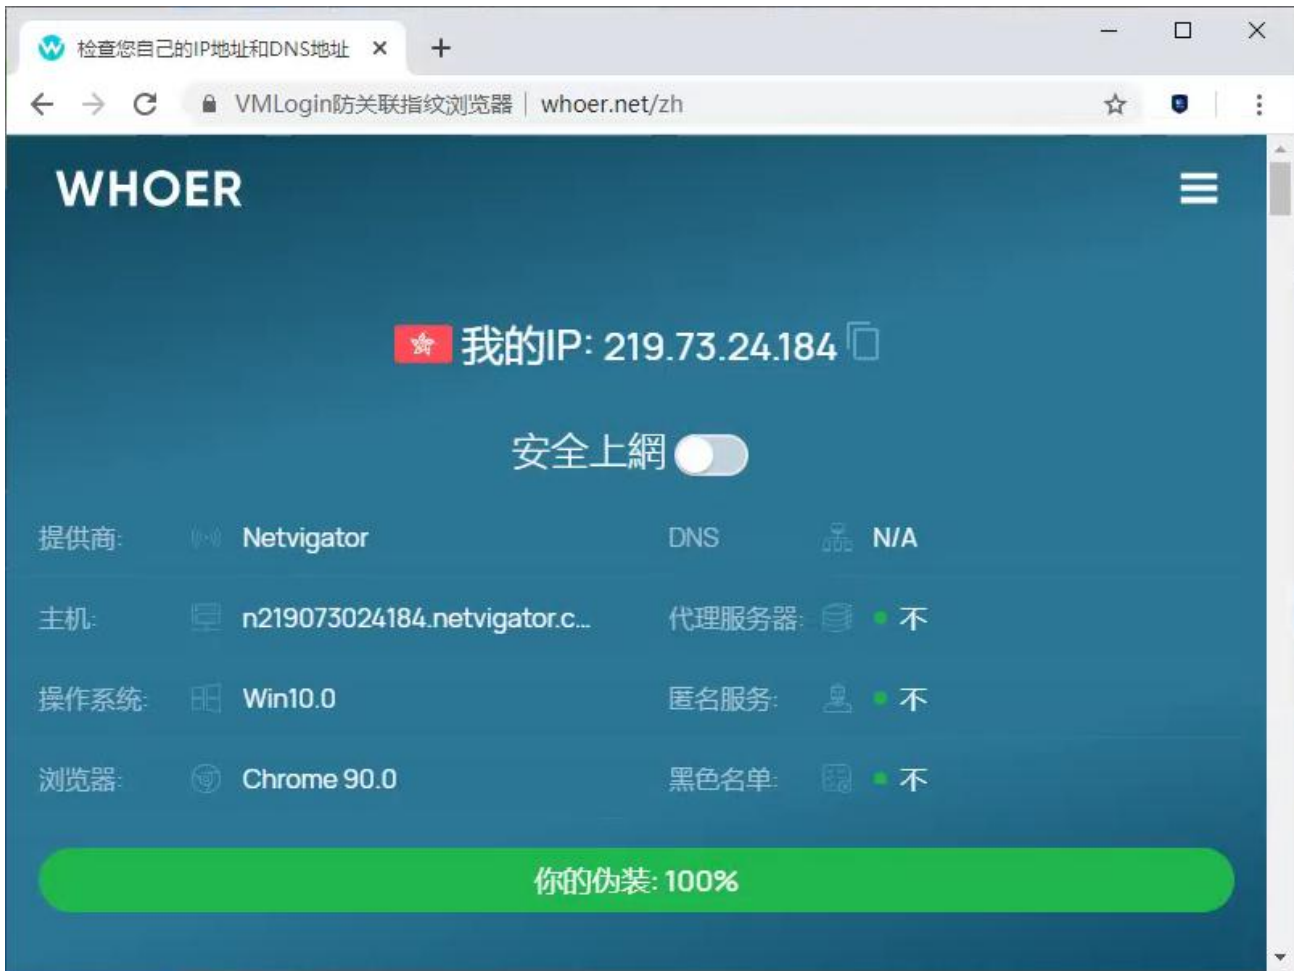 检查您自己的IP地址和DNS地址
VMLogin防关联指纹浏览器 | whoer.net/zh
WHOER
我的IP: 219.73.24.184
安全上網
提供商: Netvigator DNS N/A
主机: n219073024184.netvigator.c... 代理服务器: 不
操作系统: Win10.0 匿名服务: 不
浏览器: Chrome 90.0 黑色名单: 不
你的伪装: 100%